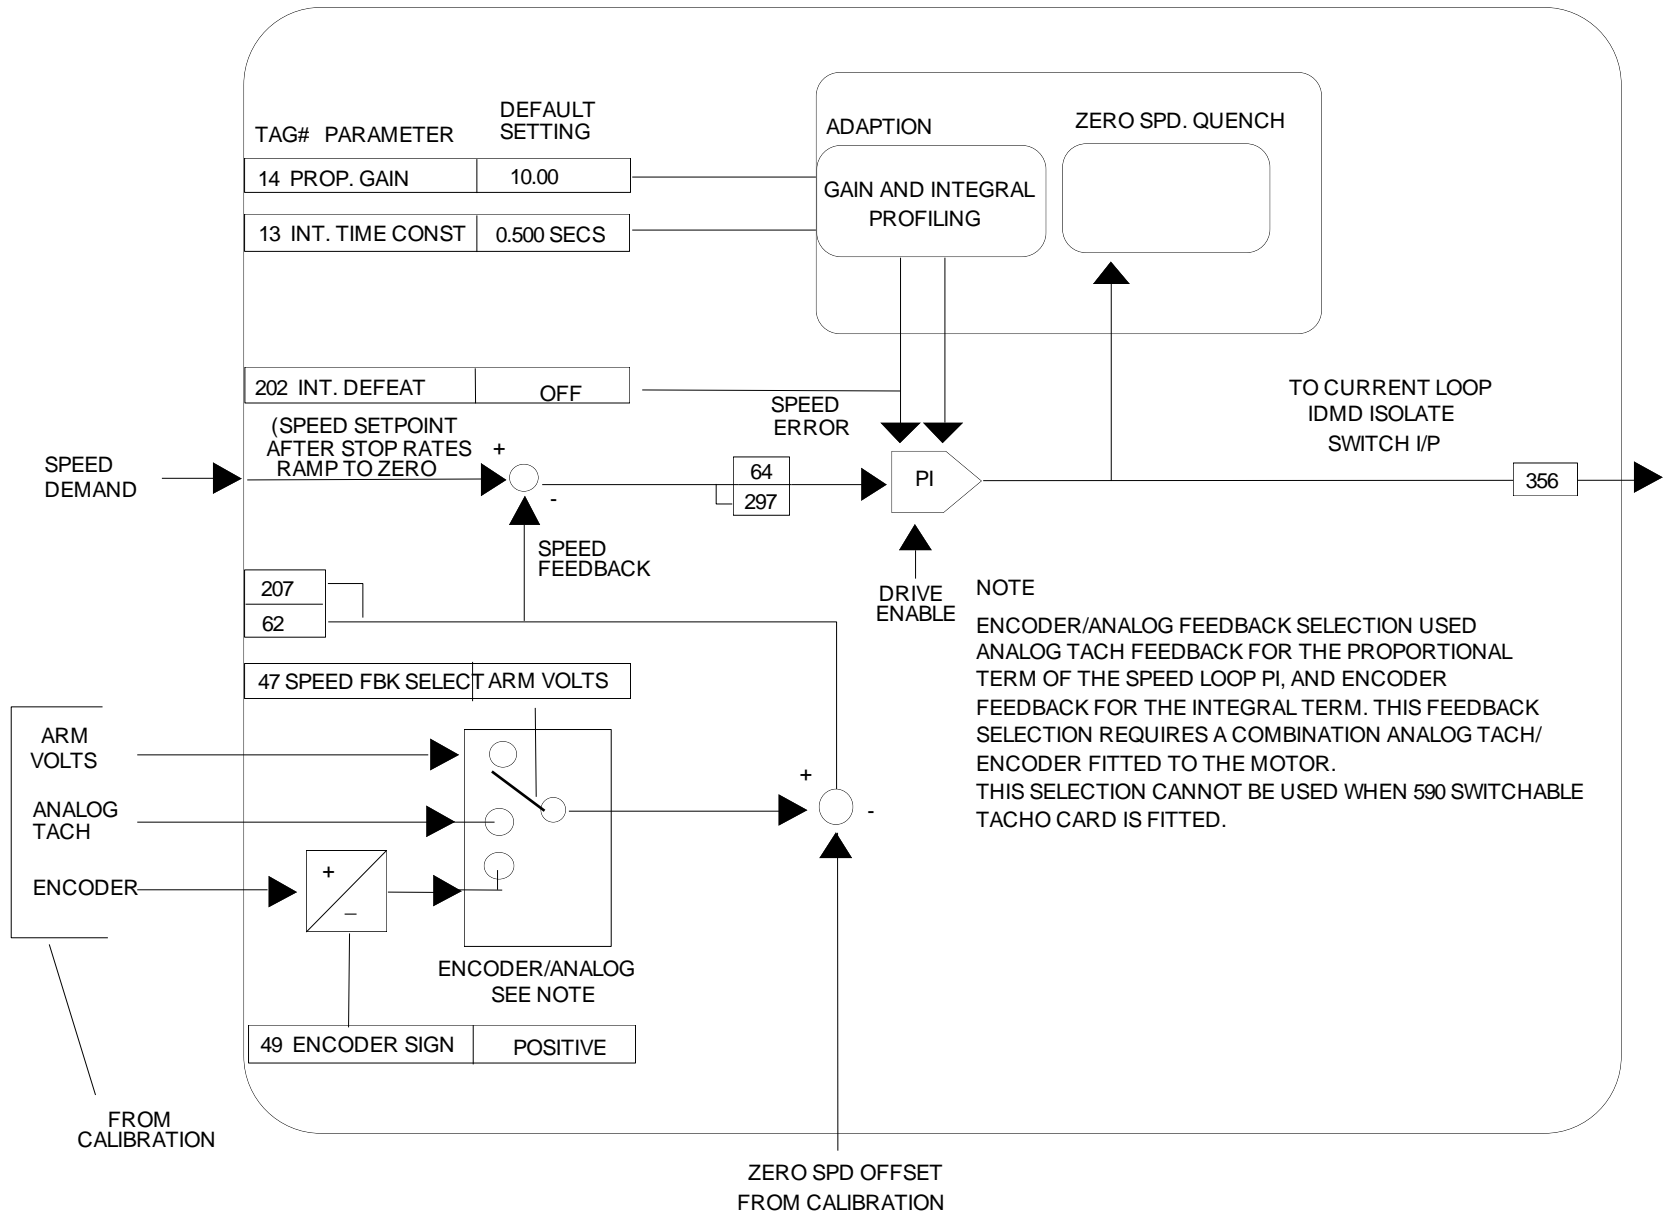 DEFAULT
SETTING
TAG# PARAMETER
14 PROP. GAIN 10.00
13 INT. TIME CONST 0.500 SECS
ADAPTION
ZERO SPD. QUENCH
GAIN AND INTEGRAL
PROFILING
202 INT. DEFEAT OFF
SPEED
ERROR
TO CURRENT LOOP
IDMD ISOLATE
SWITCH I/P
(SPEED SETPOINT
AFTER STOP RATES
RAMP TO ZERO
SPEED
DEMAND
+
-
64
297
PI
356
SPEED
FEEDBACK
DRIVE
ENABLE
207
62
NOTE
ENCODER/ANALOG FEEDBACK SELECTION USED
ANALOG TACH FEEDBACK FOR THE PROPORTIONAL
TERM OF THE SPEED LOOP PI, AND ENCODER
FEEDBACK FOR THE INTEGRAL TERM. THIS FEEDBACK
SELECTION REQUIRES A COMBINATION ANALOG TACH/
ENCODER FITTED TO THE MOTOR.
THIS SELECTION CANNOT BE USED WHEN 590 SWITCHABLE
TACHO CARD IS FITTED.
47 SPEED FBK SELECT ARM VOLTS
ARM
VOLTS
ANALOG
TACH
ENCODER
+
-
+
-
ENCODER/ANALOG
SEE NOTE
49 ENCODER SIGN POSITIVE
FROM
CALIBRATION
ZERO SPD OFFSET
FROM CALIBRATION